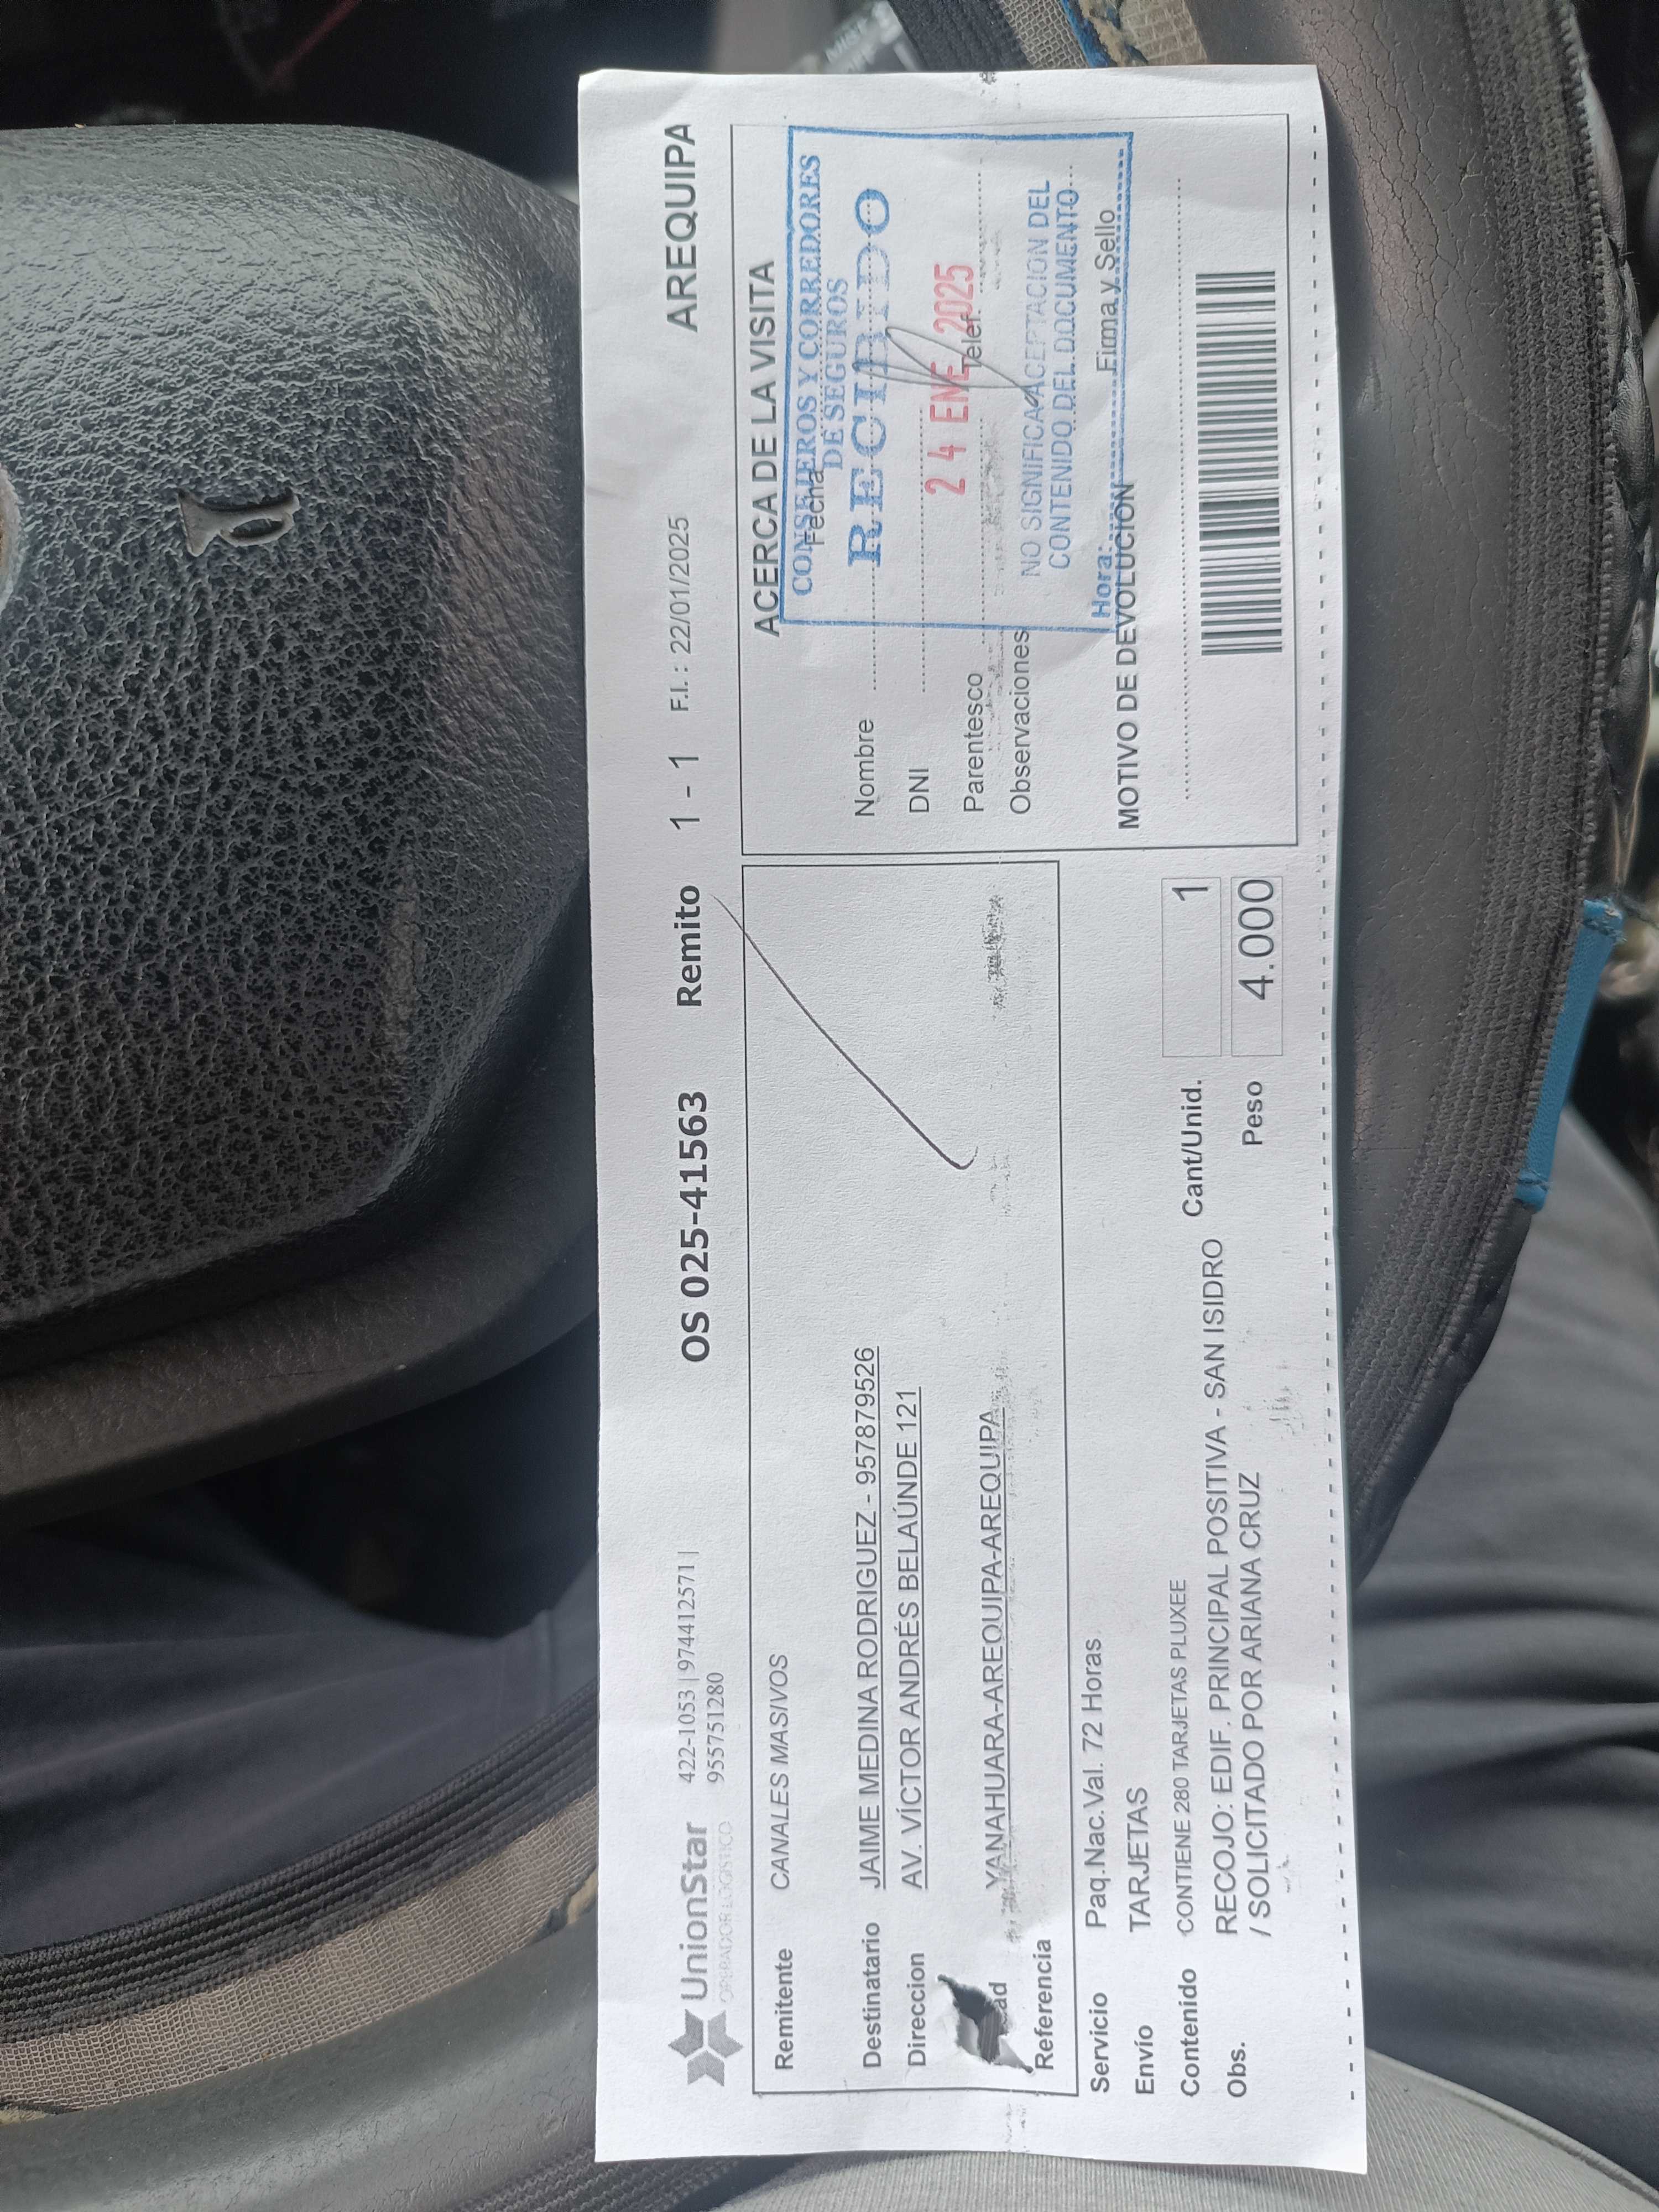 UnionStar
OPERADOR LOGISTICO
422-1053 | 974412571 |
955751280
OS 025-41563 Remito 1 - 1 F.I.: 22/01/2025 AREQUIPA
Remitente CANALES MASIVOS
Destinatario JAIME MEDINA RODRIGUEZ - 957879526
Direccion AV. VÍCTOR ANDRÉS BELAÚNDE 121
ad YANAHUARA-AREQUIPA-AREQUIPA
Referencia
Servicio Paq.Nac.Val. 72 Horas
Envío TARJETAS
Contenido CONTIENE 280 TARJETAS PLUXEE
Obs. RECOJO: EDIF. PRINCIPAL POSITIVA - SAN ISIDRO
/ SOLICITADO POR ARIANA CRUZ
Cant/Unid. 1
Peso 4.000
ACERCA DE LA VISITA
Fecha
Nombre
DNI
Parentesco Telef.
Observaciones
Firma y Sello
MOTIVO DE DEVOLUCION
CONSEJEROS Y CORREDORES
DE SEGUROS
RECIBIDO
24 ENE 2025
NO SIGNIFICA ACEPTACION DEL
CONTENIDO DEL DOCUMENTO
Hora: